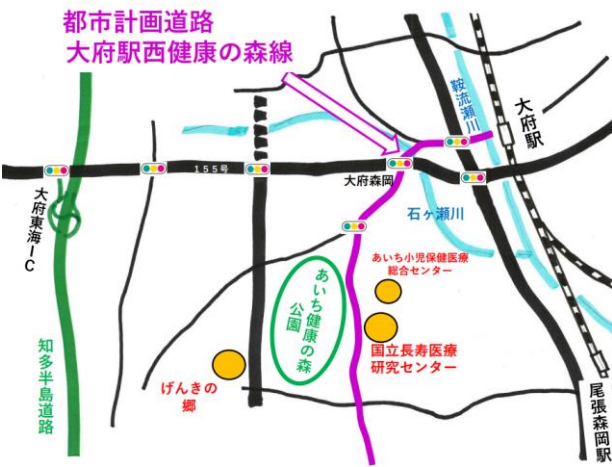 都市計画道路
大府駅西健康の森線
鞍流瀬川
大府駅
155号
大府森岡
大府東海IC
石ヶ瀬川
あいち小児保健医療
総合センター
あいち健康の森
公園
国立長寿医療
研究センター
知多半島道路
げんきの
郷
尾張森岡駅